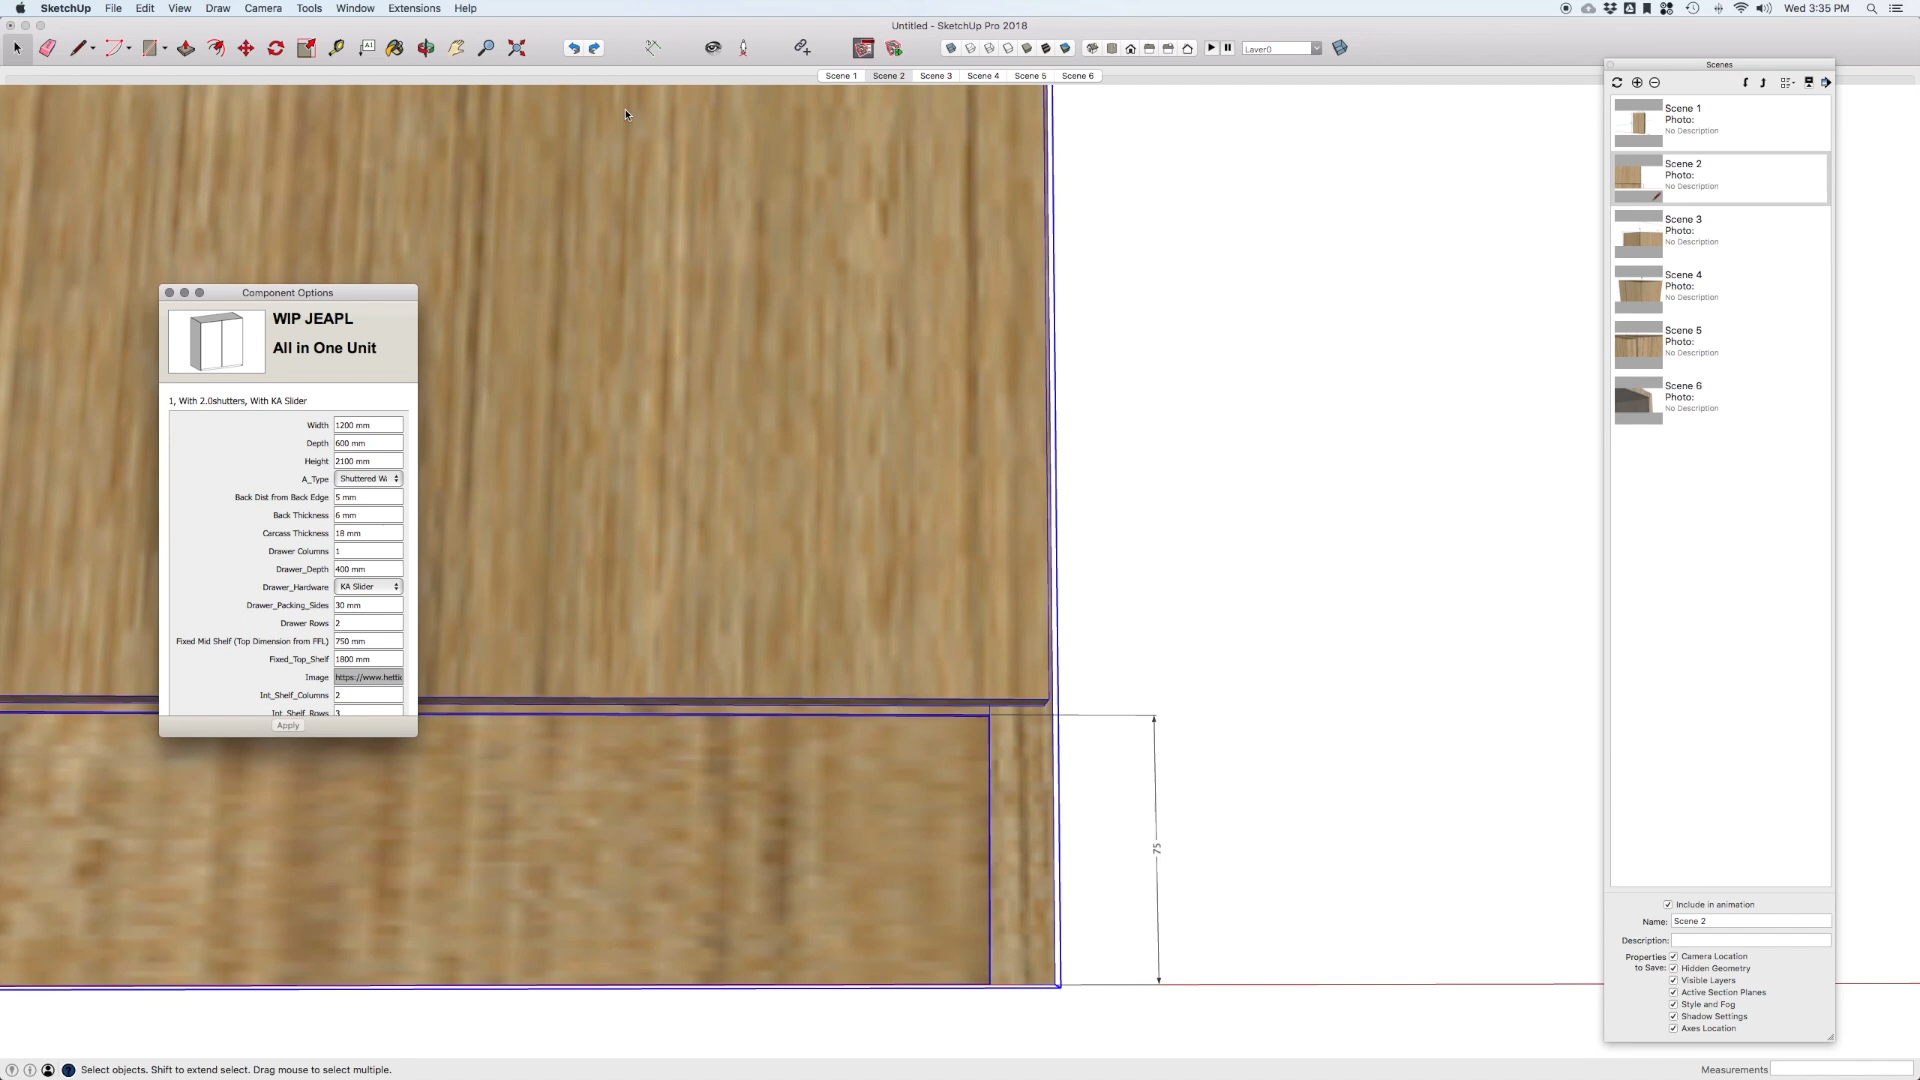 SketchUp File Edit View Draw Camera Tools Window Extensions Help Wed 3:35 PM
Untitled - SketchUp Pro 2018
A1 Layer0
Scene 1 Scene 2 Scene 3 Scene 4 Scene 5 Scene 6
Scenes
Scene 1
Photo:
No Description
Scene 2
Photo:
No Description
Scene 3
Photo:
No Description
Scene 4
Photo:
No Description
Scene 5
Photo:
No Description
Scene 6
Photo:
No Description
Component Options
WIP JEAPL
All in One Unit
1, With 2.0shutters, With KA Slider
Width 1200 mm
Depth 600 mm
Height 2100 mm
A_Type Shuttered W
Back Dist from Back Edge 5 mm
Back Thickness 6 mm
Carcass Thickness 18 mm
Drawer Columns 1
Drawer_Depth 400 mm
Drawer_Hardware KA Slider
Drawer_Packing_Sides 30 mm
Drawer Rows 2
Fixed Mid Shelf (Top Dimension from FFL) 750 mm
Fixed_Top_Shelf 1800 mm
Image https://www.hettic
Int_Shelf_Columns 2
Int_Shelf_Rows 3
Apply
75
Include in animation
Name: Scene 2
Description:
Properties to Save: Camera Location
Hidden Geometry
Visible Layers
Active Section Planes
Style and Fog
Shadow Settings
Axes Location
Select objects. Shift to extend select. Drag mouse to select multiple.
Measurements